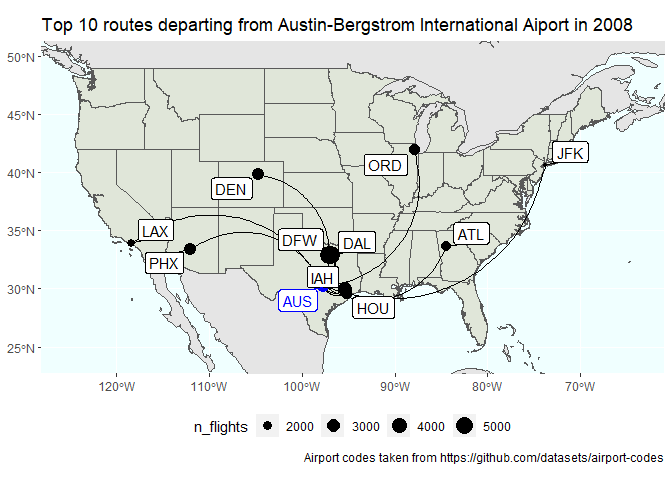 Top 10 routes departing from Austin-Bergstrom International Aiport in 2008
50°N
45°N
40°N
35°N
30°N
25°N
JFK
ORD
DEN
LAX
ATL
DFW
DAL
PHX
IAH
AUS
HOU
120°W
110°W
100°W
90°W
80°W
70°W
n_flights
2000
3000
4000
5000
Airport codes taken from https://github.com/datasets/airport-codes